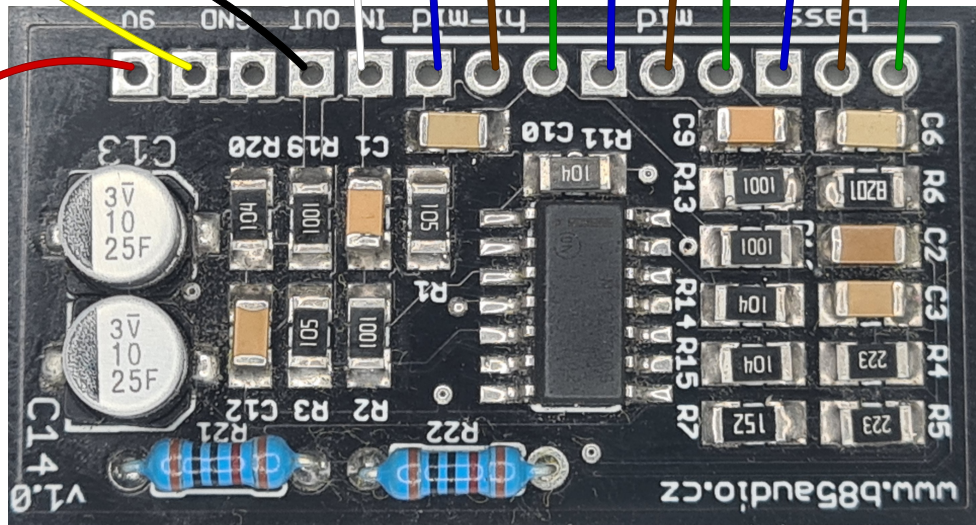 9V GND OUT IN hi-mid mid bass
C13 R20 R19 C1 C10 R11 C9 C6
104 1001 105 104
R13 1001 8201 R6
3V
10
25F
1001 C2
R1 R14 104 C3
3V
10
25F
105 1001
R15 104 223 R4
C12 R3 R2
R7 152 223 R5
C14 R21 R22
v1.0
www.b85audio.cz